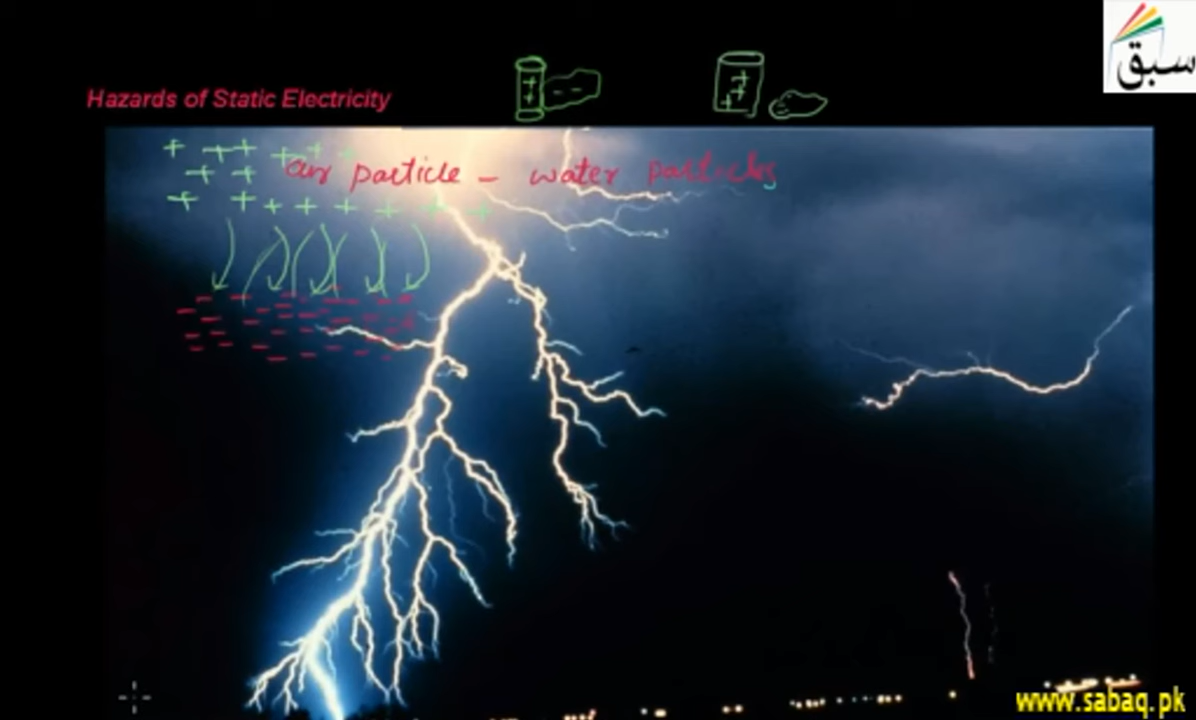 سبق
Hazards of Static Electricity
air particle - water particles
www.sabaq.pk